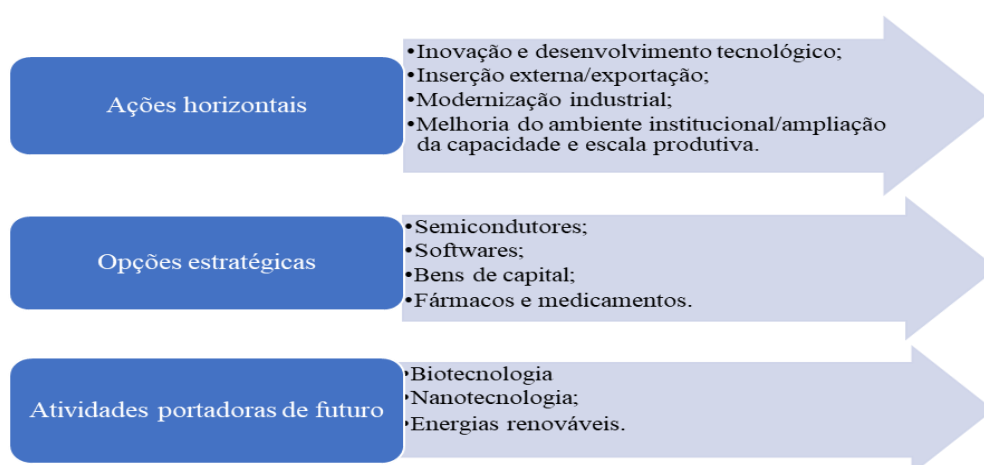 Ações horizontais
•Inovação e desenvolvimento tecnológico;
•Inserção externa/exportação;
•Modernização industrial;
•Melhoria do ambiente institucional/ampliação
da capacidade e escala produtiva.
Opções estratégicas
•Semicondutores;
•Softwares;
•Bens de capital;
•Fármacos e medicamentos.
Atividades portadoras de futuro
•Biotecnologia
•Nanotecnologia;
•Energias renováveis.